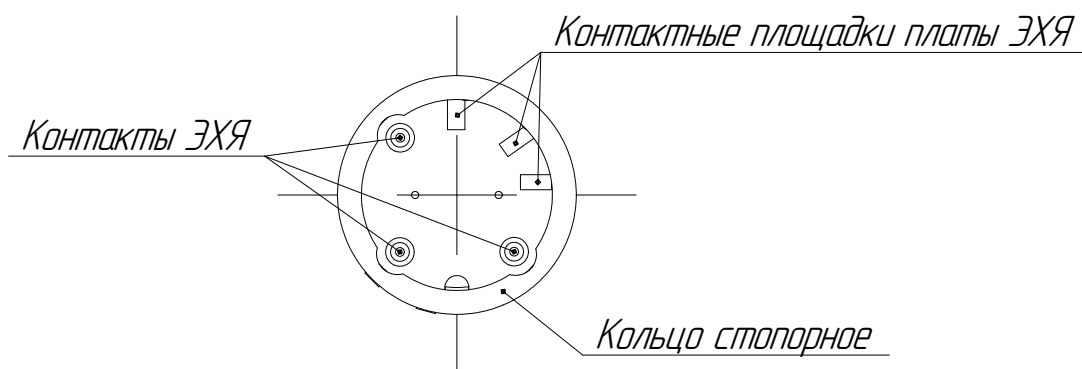 Контактные площадки платы ЭХЯ
Контакты ЭХЯ
Кольцо стопорное